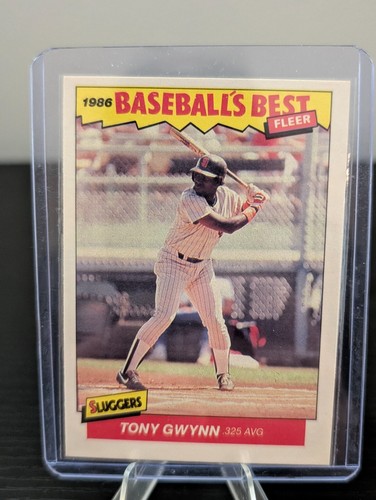 1986 BASEBALL'S BEST
FLEER
SLUGGERS
TONY GWYNN .325 AVG